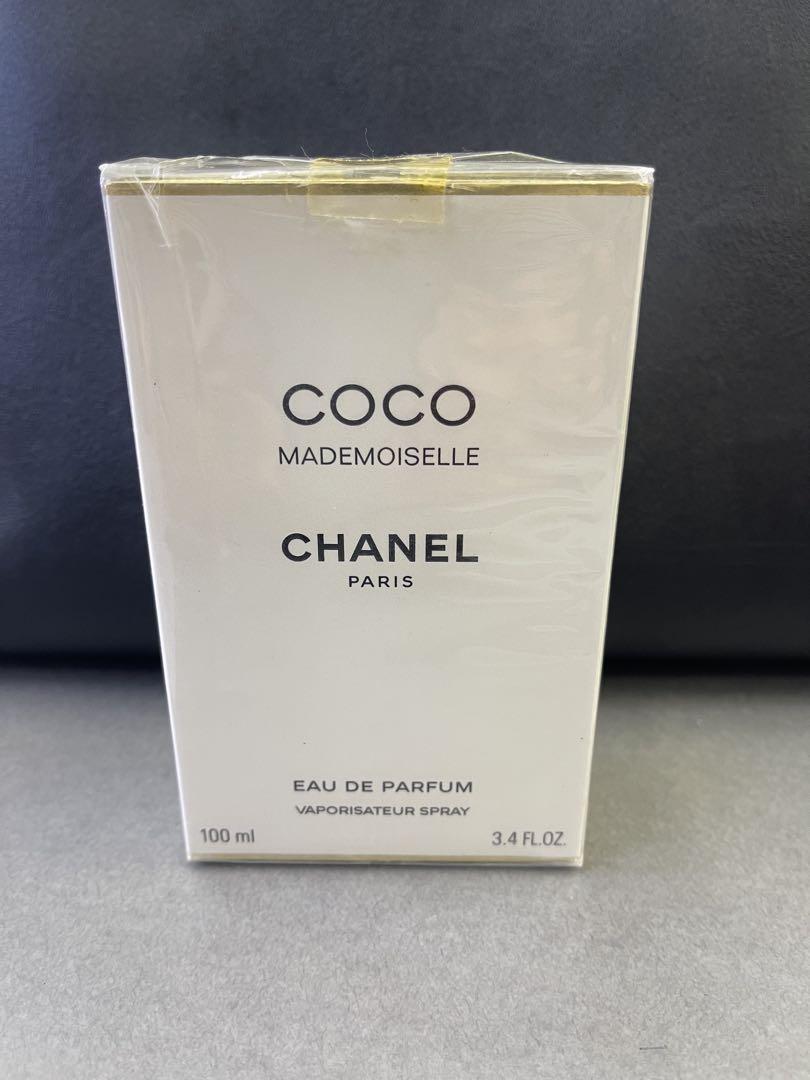 COCO
MADEMOISELLE
CHANEL
PARIS
EAU DE PARFUM
VAPORISATEUR SPRAY
100 ml 3.4 FL.OZ.